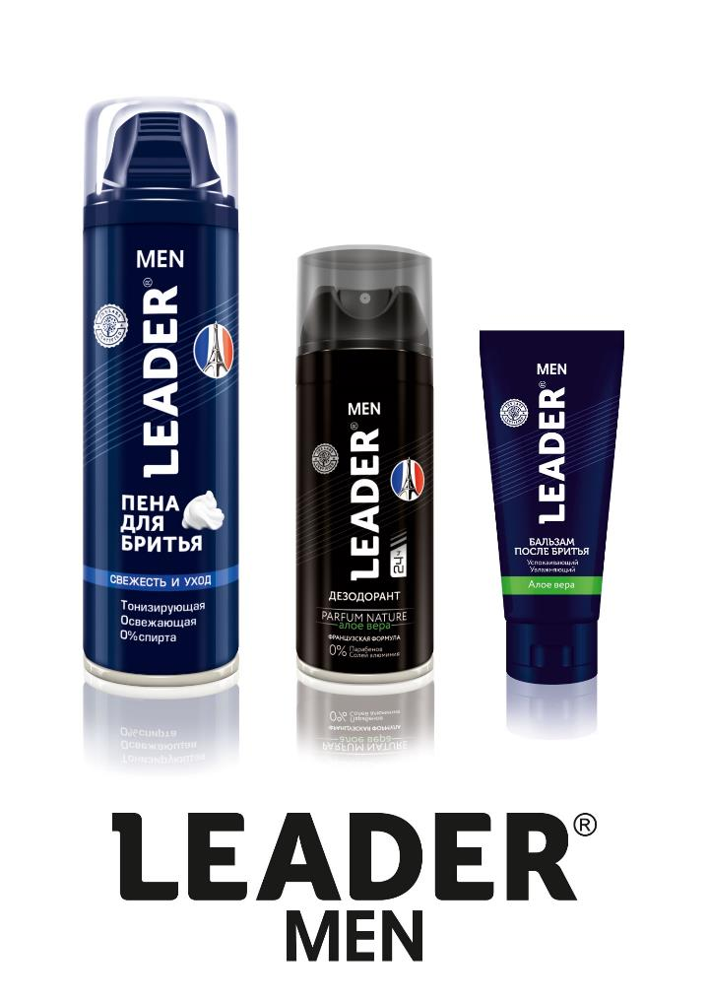 MEN
LEADER®
ПЕНА
ДЛЯ
БРИТЬЯ
СВЕЖЕСТЬ И УХОД
Тонизирующая
Освежающая
0%спирта
MEN
LEADER®
24ч
ДЕЗОДОРАНТ
PARFUM NATURE
алое вера
ФРАНЦУЗСКАЯ ФОРМУЛА
0% Парабенов
Солей алюминия
MEN
LEADER®
БАЛЬЗАМ
ПОСЛЕ БРИТЬЯ
Успокаивающий
Увлажняющий
Алое вера
LEADER®
MEN